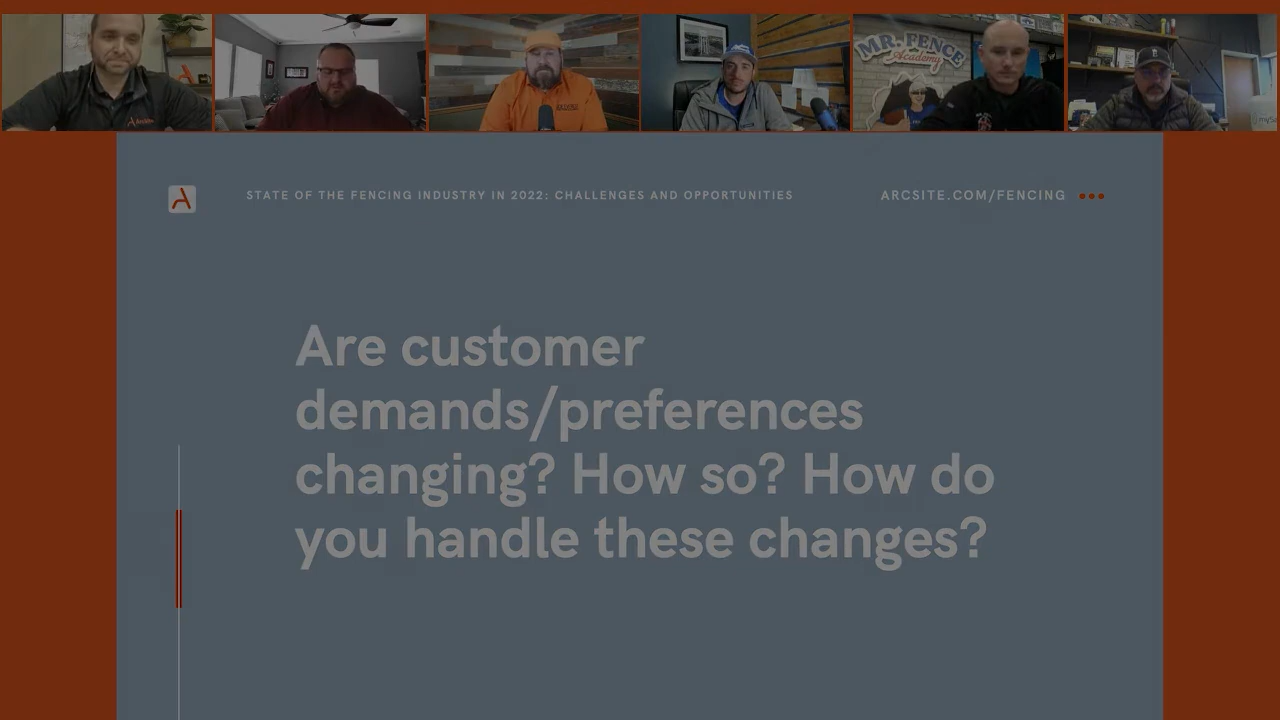 MR. FENCE
Academy
STATE OF THE FENCING INDUSTRY IN 2022: CHALLENGES AND OPPORTUNITIES
ARCSITE.COM/FENCING
Are customer
demands/preferences
changing? How so? How do
you handle these changes?